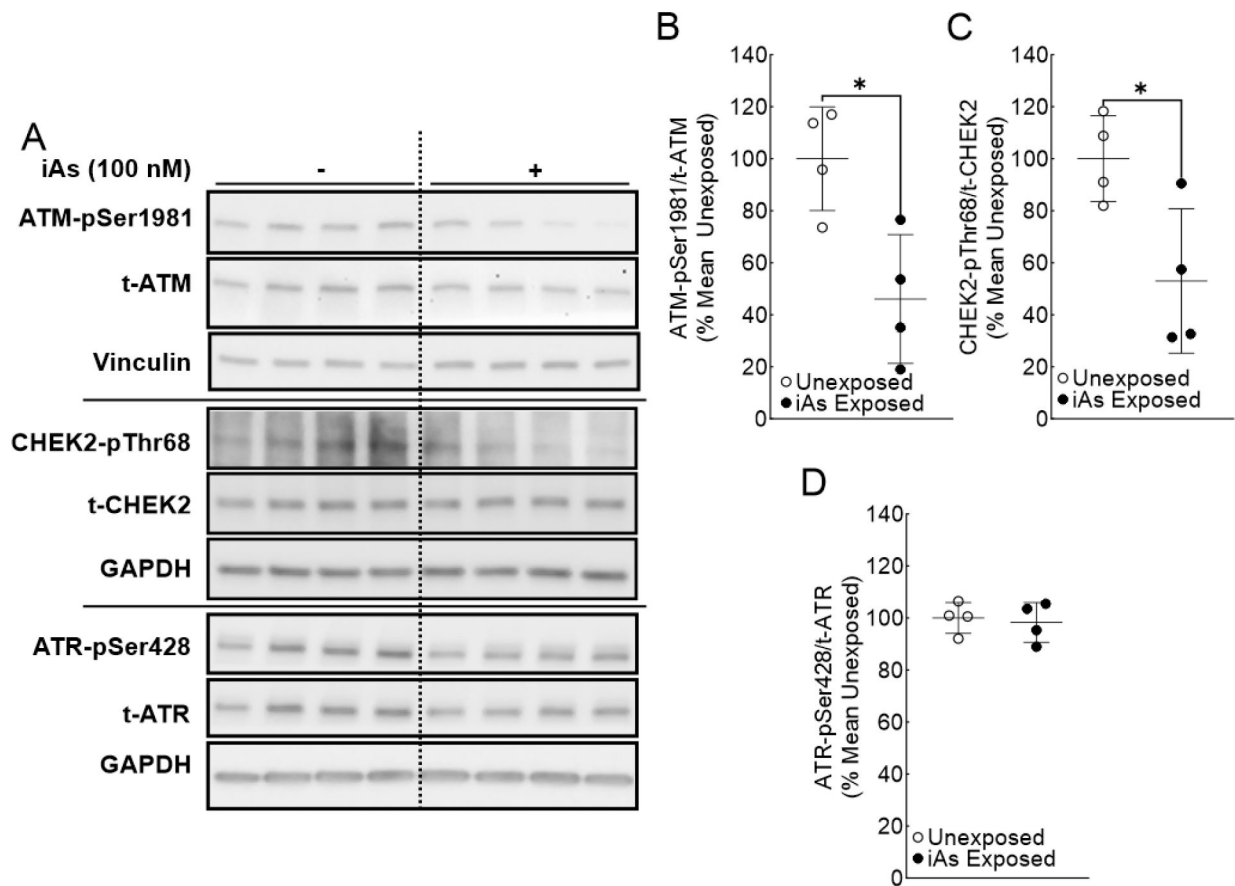 A
iAs (100 nM)
-
+
ATM-pSer1981
t-ATM
Vinculin
CHEK2-pThr68
t-CHEK2
GAPDH
ATR-pSer428
t-ATR
GAPDH
B
ATM-pSer1981/t-ATM
(% Mean Unexposed)
140
120
100
80
60
40
20
0
*
Unexposed
iAs Exposed
C
CHEK2-pThr68/t-CHEK2
(% Mean Unexposed)
140
120
100
80
60
40
20
0
*
Unexposed
iAs Exposed
D
ATR-pSer428/t-ATR
(% Mean Unexposed)
140
120
100
80
60
40
20
0
Unexposed
iAs Exposed